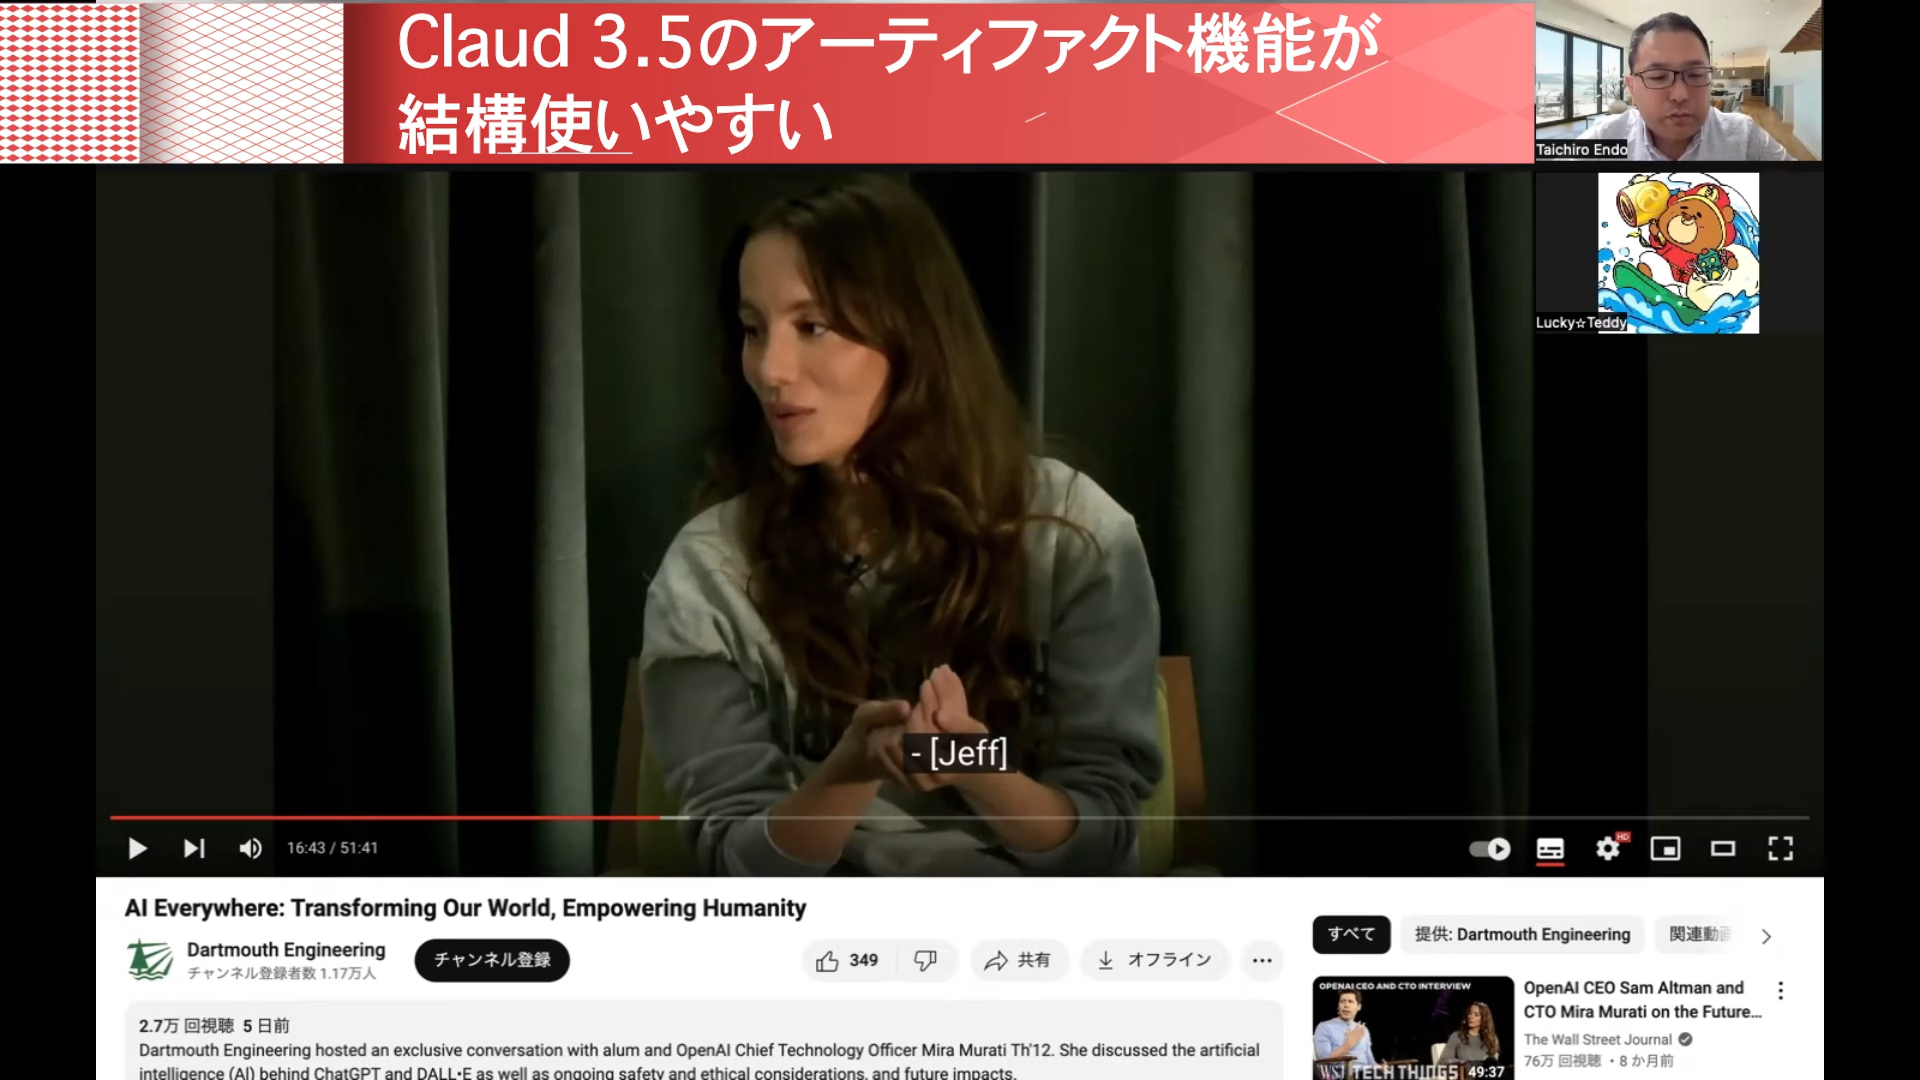 Claud 3.5のアーティファクト機能が
結構使いやすい
Taichiro Endo
Lucky☆Teddy
- [Jeff]
16:43 / 51:41
HD
AI Everywhere: Transforming Our World, Empowering Humanity
Dartmouth Engineering
チャンネル登録者数 1.17万人
チャンネル登録
349
共有
オフライン
2.7万 回視聴 5 日前
Dartmouth Engineering hosted an exclusive conversation with alum and OpenAI Chief Technology Officer Mira Murati Th'12. She discussed the artificial
intelligence (AI) behind ChatGPT and DALL•E as well as ongoing safety and ethical considerations, and future impacts.
すべて
提供: Dartmouth Engineering
関連動画
OPENAI CEO AND CTO INTERVIEW
WSJ TECH THINGS
49:37
OpenAI CEO Sam Altman and
CTO Mira Murati on the Future...
The Wall Street Journal
76万 回視聴 ・8 か月前